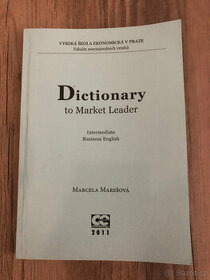 VYSOKÁ ŠKOLA EKONOMICKÁ V PRAZE
Fakulta mezinárodních vztahů
Dictionary
to Market Leader
Intermediate
Business English
MARCELA MAREŠOVÁ
2011